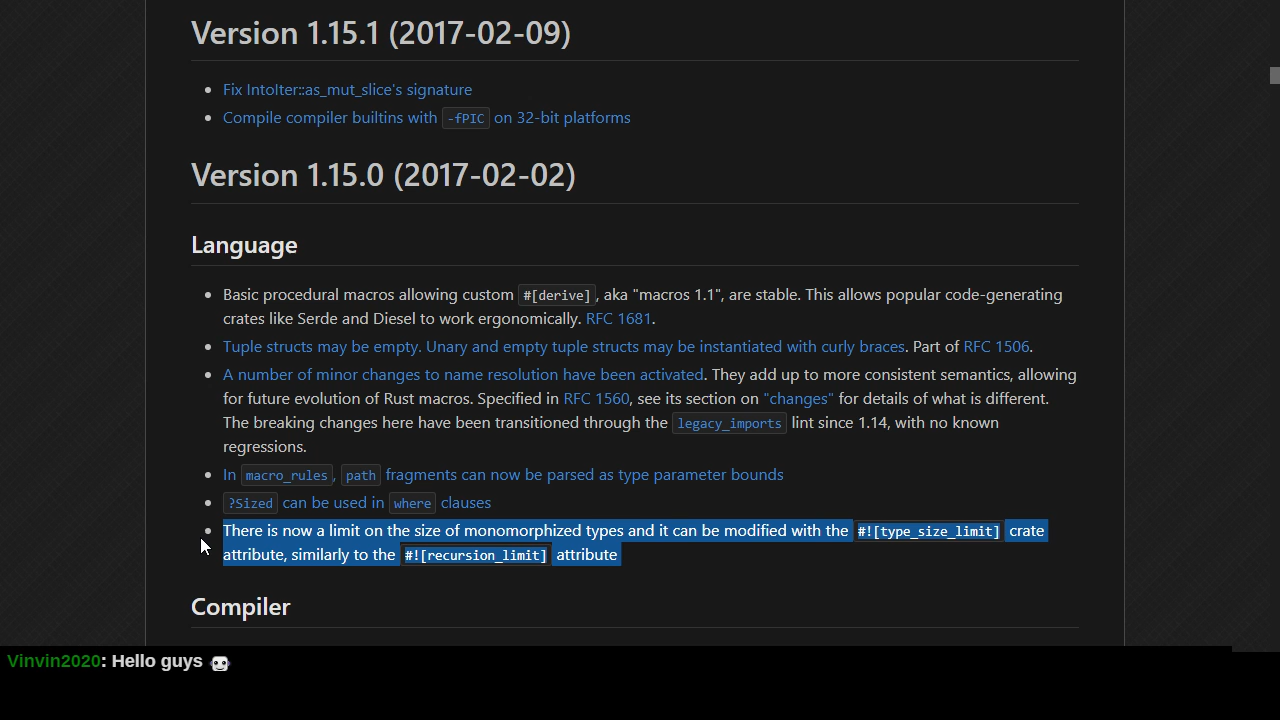 Version 1.15.1 (2017-02-09)
Fix IntoIter::as_mut_slice's signature
Compile compiler builtins with -fPIC on 32-bit platforms
Version 1.15.0 (2017-02-02)
Language
Basic procedural macros allowing custom #[derive], aka "macros 1.1", are stable. This allows popular code-generating
crates like Serde and Diesel to work ergonomically. RFC 1681.
Tuple structs may be empty. Unary and empty tuple structs may be instantiated with curly braces. Part of RFC 1506.
A number of minor changes to name resolution have been activated. They add up to more consistent semantics, allowing
for future evolution of Rust macros. Specified in RFC 1560, see its section on "changes" for details of what is different.
The breaking changes here have been transitioned through the legacy_imports lint since 1.14, with no known
regressions.
In macro_rules, path fragments can now be parsed as type parameter bounds
?Sized can be used in where clauses
There is now a limit on the size of monomorphized types and it can be modified with the #![type_size_limit] crate
attribute, similarly to the #![recursion_limit] attribute
Compiler
Vinvin2020: Hello guys